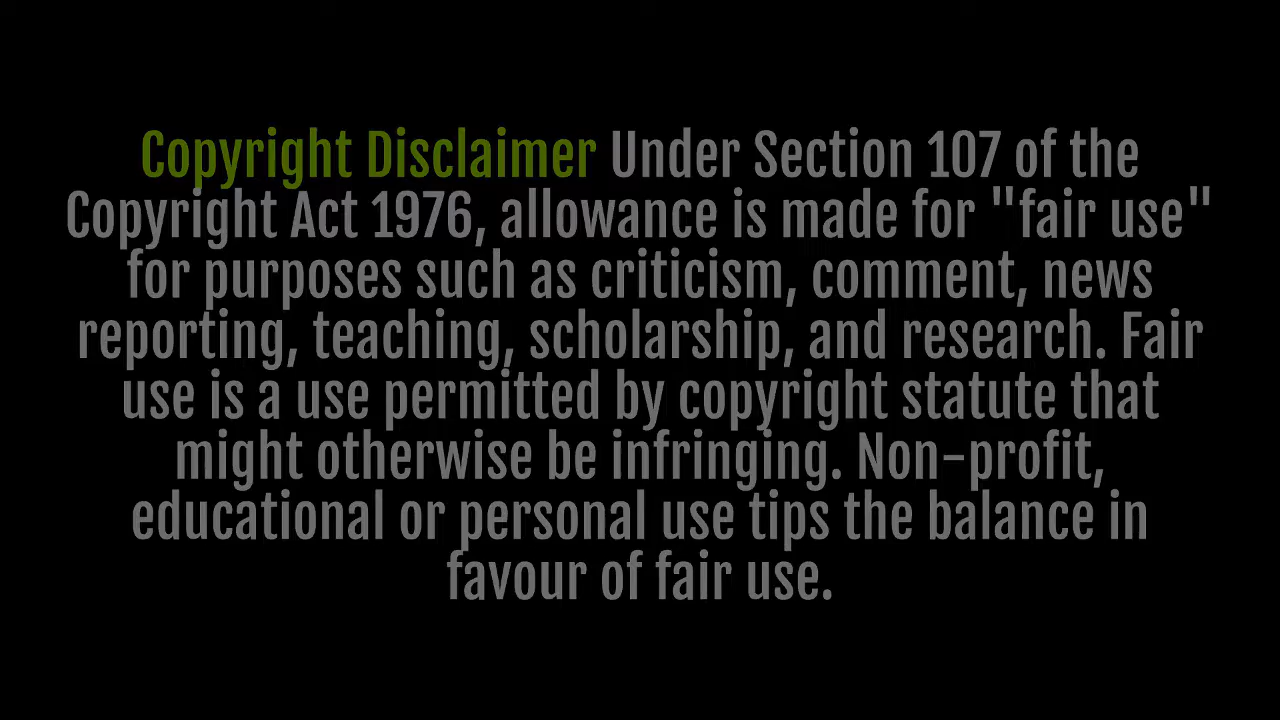 Copyright Disclaimer Under Section 107 of the
Copyright Act 1976, allowance is made for "fair use"
for purposes such as criticism, comment, news
reporting, teaching, scholarship, and research. Fair
use is a use permitted by copyright statute that
might otherwise be infringing. Non-profit,
educational or personal use tips the balance in
favour of fair use.